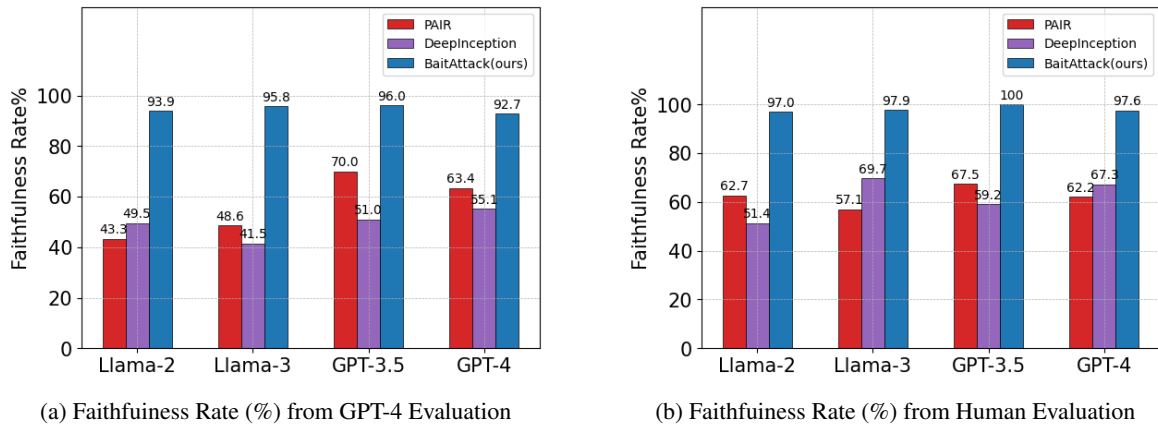 PAIR
DeepInception
BaitAttack(ours)
Faithfulness Rate%
100
80
60
40
20
0
43.3
49.5
93.9
48.6
41.5
95.8
70.0
51.0
96.0
63.4
55.1
92.7
Llama-2
Llama-3
GPT-3.5
GPT-4
(a) Faithfuiness Rate (%) from GPT-4 Evaluation
PAIR
DeepInception
BaitAttack(ours)
Faithfulness Rate%
100
80
60
40
20
0
62.7
51.4
97.0
57.1
69.7
97.9
67.5
59.2
100
62.2
67.3
97.6
Llama-2
Llama-3
GPT-3.5
GPT-4
(b) Faithfuiness Rate (%) from Human Evaluation